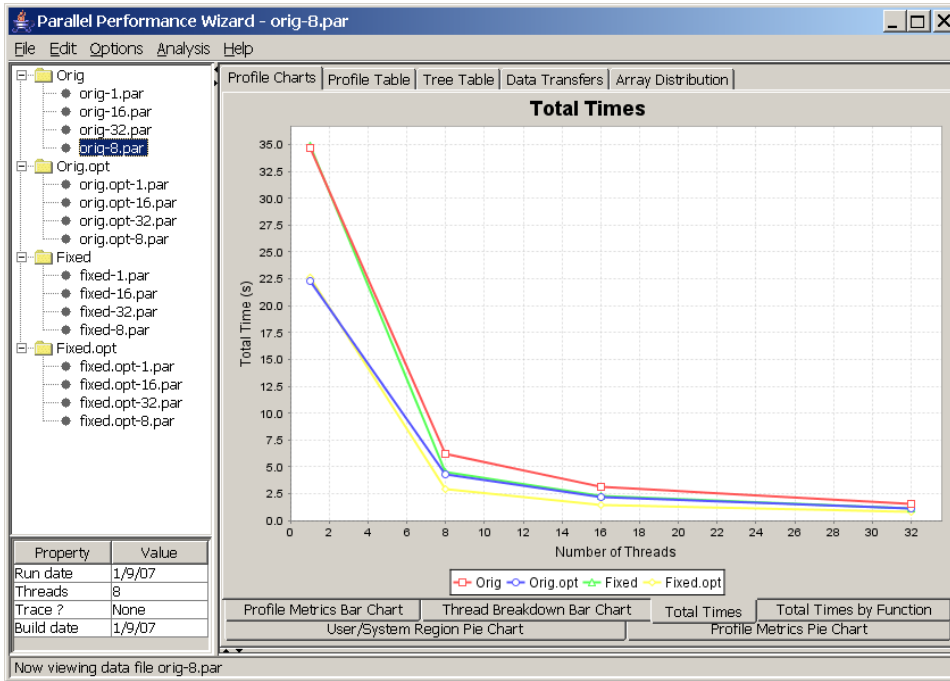 Parallel Performance Wizard - orig-8.par
File Edit Options Analysis Help
Orig
orig-1.par
orig-16.par
orig-32.par
orig-8.par
Orig.opt
orig.opt-1.par
orig.opt-16.par
orig.opt-32.par
orig.opt-8.par
Fixed
fixed-1.par
fixed-16.par
fixed-32.par
fixed-8.par
Fixed.opt
fixed.opt-1.par
fixed.opt-16.par
fixed.opt-32.par
fixed.opt-8.par
Property Value
Run date 1/9/07
Threads 8
Trace ? None
Build date 1/9/07
Profile Charts Profile Table Tree Table Data Transfers Array Distribution
Total Times
Total Time (s)
35.0
32.5
30.0
27.5
25.0
22.5
20.0
17.5
15.0
12.5
10.0
7.5
5.0
2.5
0.0
0 2 4 6 8 10 12 14 16 18 20 22 24 26 28 30 32
Number of Threads
Orig Orig.opt Fixed Fixed.opt
Profile Metrics Bar Chart Thread Breakdown Bar Chart Total Times Total Times by Function
User/System Region Pie Chart Profile Metrics Pie Chart
Now viewing data file orig-8.par